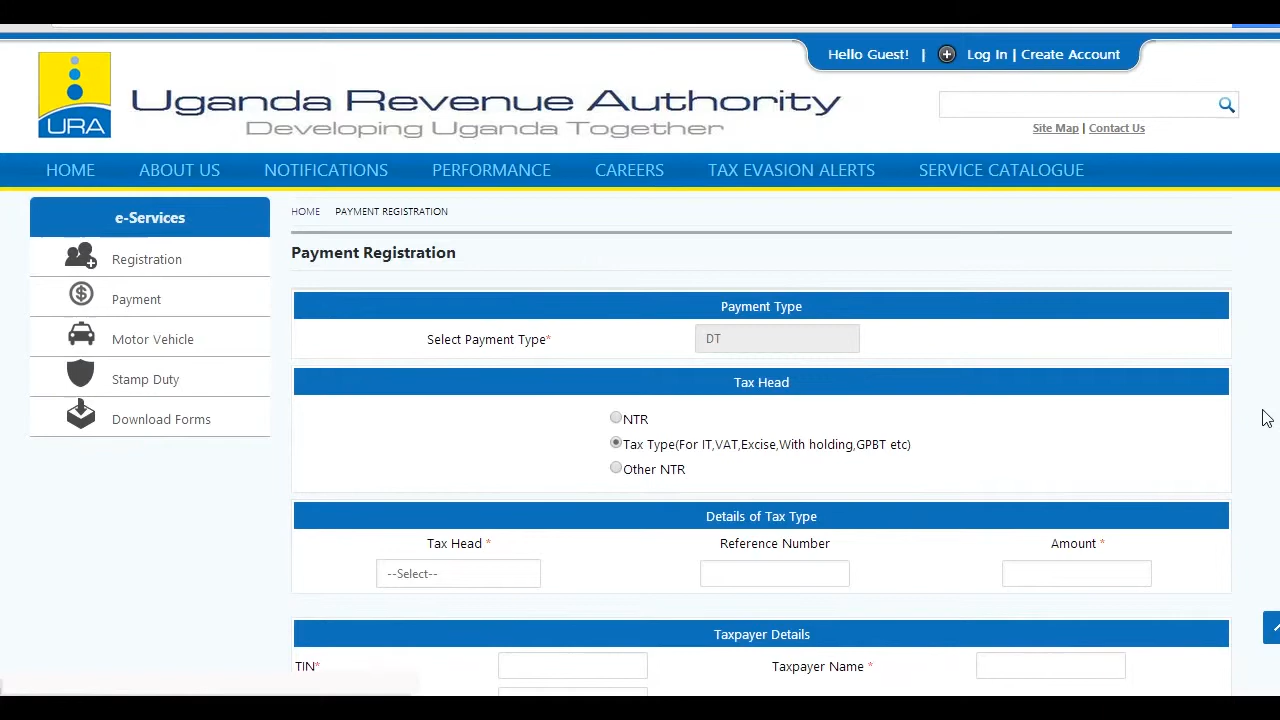 Hello Guest! | Log In | Create Account
URA
Uganda Revenue Authority
Developing Uganda Together
Site Map | Contact Us
HOME ABOUT US NOTIFICATIONS PERFORMANCE CAREERS TAX EVASION ALERTS SERVICE CATALOGUE
e-Services
Registration
Payment
Motor Vehicle
Stamp Duty
Download Forms
HOME PAYMENT REGISTRATION
Payment Registration
Payment Type
Select Payment Type* DT
Tax Head
NTR
Tax Type(For IT,VAT,Excise,With holding,GPBT etc)
Other NTR
Details of Tax Type
Tax Head * Reference Number Amount *
--Select--
Taxpayer Details
TIN* Taxpayer Name *